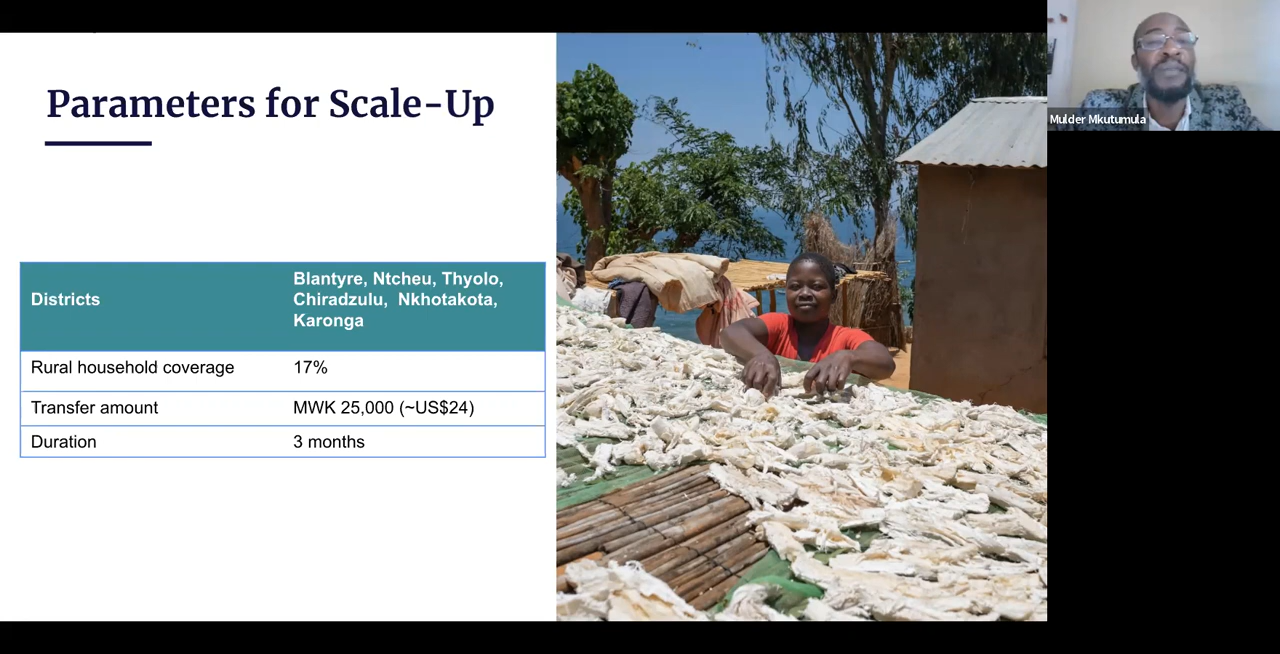 Parameters for Scale-Up
Districts
Blantyre, Ntcheu, Thyolo,
Chiradzulu, Nkhotakota,
Karonga
Rural household coverage
17%
Transfer amount
MWK 25,000 (~US$24)
Duration
3 months
Mulder Mkutumula